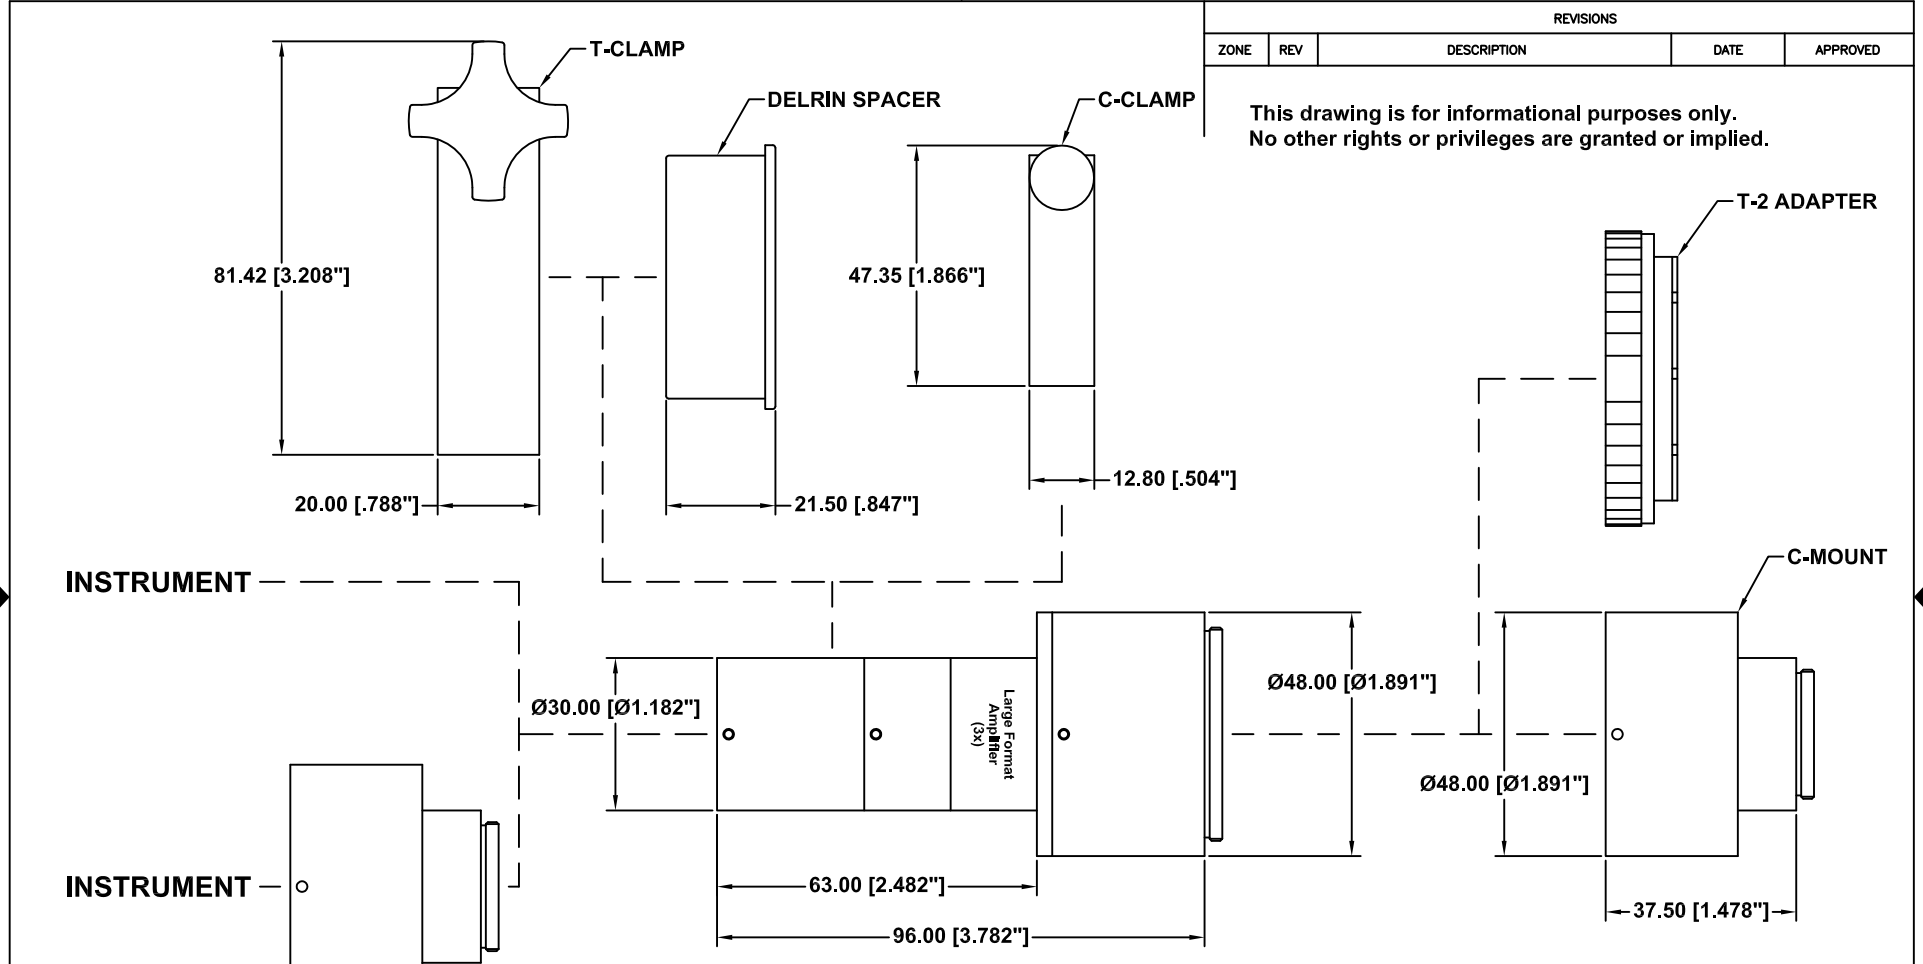 REVISIONS
ZONE REV DESCRIPTION DATE APPROVED
This drawing is for informational purposes only.
No other rights or privileges are granted or implied.
T-CLAMP
DELRIN SPACER
C-CLAMP
T-2 ADAPTER
81.42 [3.208"]
47.35 [1.866"]
20.00 [.788"]
21.50 [.847"]
12.80 [.504"]
INSTRUMENT
C-MOUNT
Ø30.00 [Ø1.182"]
Large Format
Amplifier
(3x)
Ø48.00 [Ø1.891"]
Ø48.00 [Ø1.891"]
INSTRUMENT
63.00 [2.482"]
96.00 [3.782"]
37.50 [1.478"]